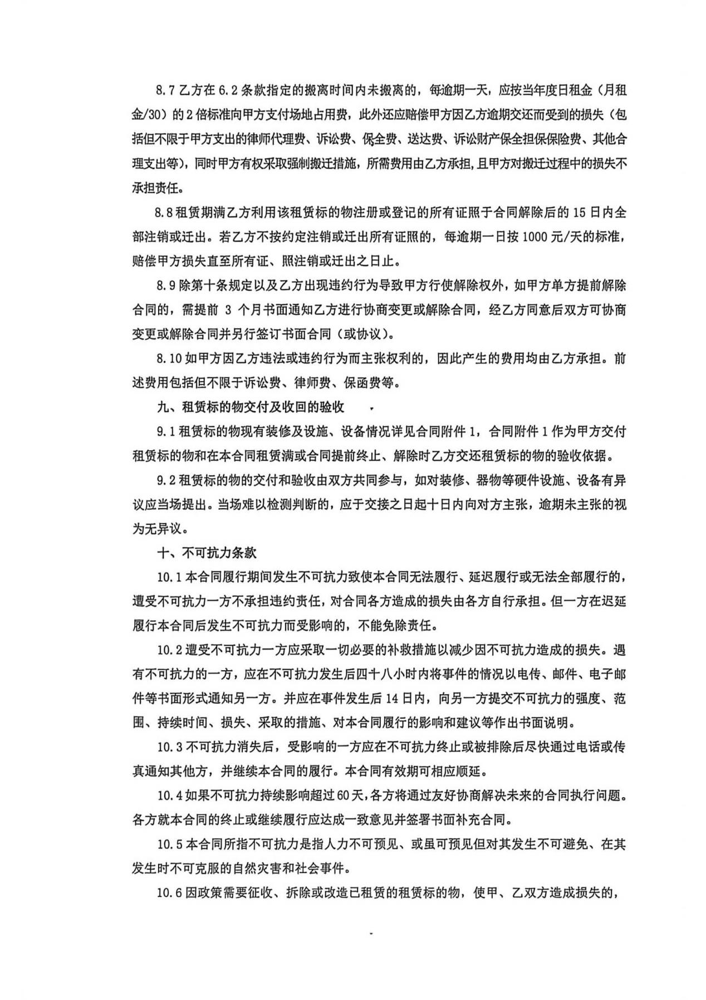 8.7 乙方在 6.2 条款指定的搬离时间内未搬离的，每逾期一天，应按当年度日租金（月租
金/30）的 2 倍标准向甲方支付场地占用费，此外还应赔偿甲方因乙方逾期交还而受到的损失（包
括但不限于甲方支出的律师代理费、诉讼费、保全费、送达费、诉讼财产保全担保保险费、其他合
理支出等），同时甲方有权采取强制搬迁措施，所需费用由乙方承担，且甲方对搬迁过程中的损失不
承担责任。
8.8 租赁期满乙方利用该租赁标的物注册或登记的所有证照于合同解除后的 15 日内全
部注销或迁出。若乙方不按约定注销或迁出所有证照的，每逾期一日按 1000 元/天的标准，
赔偿甲方损失直至所有证、照注销或迁出之日止。
8.9 除第十条规定以及乙方出现违约行为导致甲方行使解除权外，如甲方单方提前解除
合同的，需提前 3 个月书面通知乙方进行协商变更或解除合同，经乙方同意后双方可协商
变更或解除合同并另行签订书面合同（或协议）。
8.10 如甲方因乙方违法或违约行为而主张权利的，因此产生的费用均由乙方承担。前
述费用包括但不限于诉讼费、律师费、保函费等。
九、租赁标的物交付及收回的验收
9.1 租赁标的物现有装修及设施、设备情况详见合同附件 1，合同附件 1 作为甲方交付
租赁标的物和在本合同租赁满或合同提前终止、解除时乙方交还租赁标的物的验收依据。
9.2 租赁标的物的交付和验收由双方共同参与，如对装修、器物等硬件设施、设备有异
议应当场提出。当场难以检测判断的，应于交接之日起十日内向对方主张，逾期未主张的视
为无异议。
十、不可抗力条款
10.1 本合同履行期间发生不可抗力致使本合同无法履行、延迟履行或无法全部履行的，
遭受不可抗力一方不承担违约责任，对合同各方造成的损失由各方自行承担。但一方在迟延
履行本合同后发生不可抗力而受影响的，不能免除责任。
10.2 遭受不可抗力一方应采取一切必要的补救措施以减少因不可抗力造成的损失。遇
有不可抗力的一方，应在不可抗力发生后四十八小时内将事件的情况以电传、邮件、电子邮
件等书面形式通知另一方。并应在事件发生后 14 日内，向另一方提交不可抗力的强度、范
围、持续时间、损失、采取的措施、对本合同履行的影响和建议等作出书面说明。
10.3 不可抗力消失后，受影响的一方应在不可抗力终止或被排除后尽快通过电话或传
真通知其他方，并继续本合同的履行。本合同有效期可相应顺延。
10.4 如果不可抗力持续影响超过 60 天，各方将通过友好协商解决未来的合同执行问题。
各方就本合同的终止或继续履行应达成一致意见并签署书面补充合同。
10.5 本合同所指不可抗力是指人力不可预见、或虽可预见但对其发生不可避免、在其
发生时不可克服的自然灾害和社会事件。
10.6 因政策需要征收、拆除或改造已租赁的租赁标的物，使甲、乙双方造成损失的，